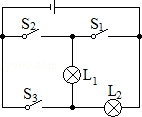 S₂ S₁
L₁
S₃ L₂